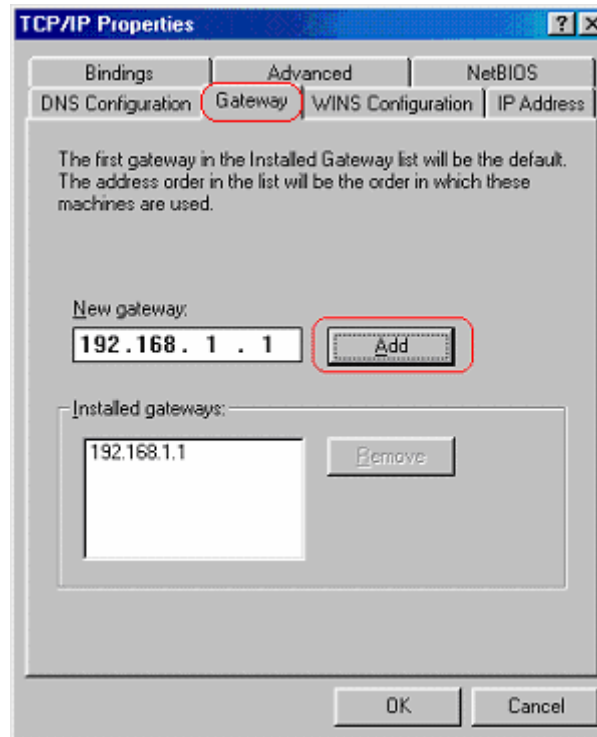 TCP/IP Properties
Bindings Advanced NetBIOS
DNS Configuration Gateway WINS Configuration IP Address
The first gateway in the Installed Gateway list will be the default.
The address order in the list will be the order in which these
machines are used.
New gateway:
192.168. 1 . 1 Add
Installed gateways:
192.168.1.1 Remove
OK Cancel